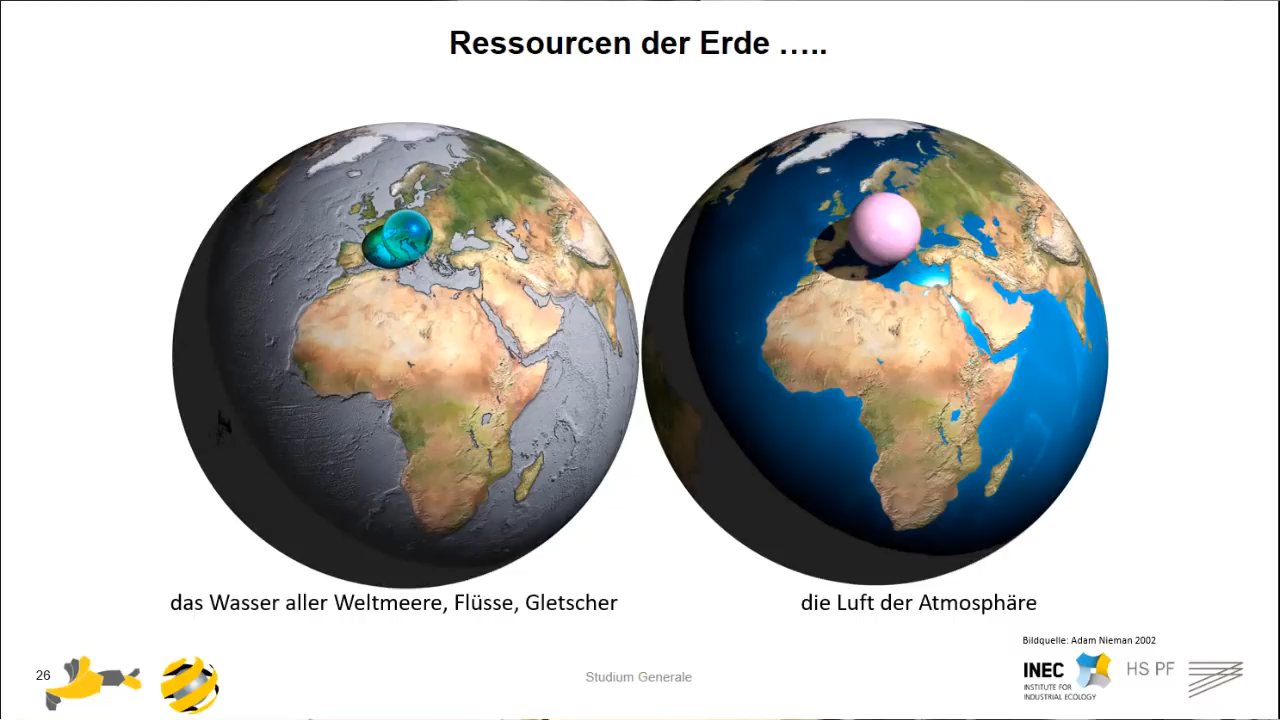 Ressourcen der Erde …..
das Wasser aller Weltmeere, Flüsse, Gletscher
die Luft der Atmosphäre
Bildquelle: Adam Nieman 2002
26
Studium Generale
INEC
INSTITUTE FOR
INDUSTRIAL ECOLOGY
HS PF